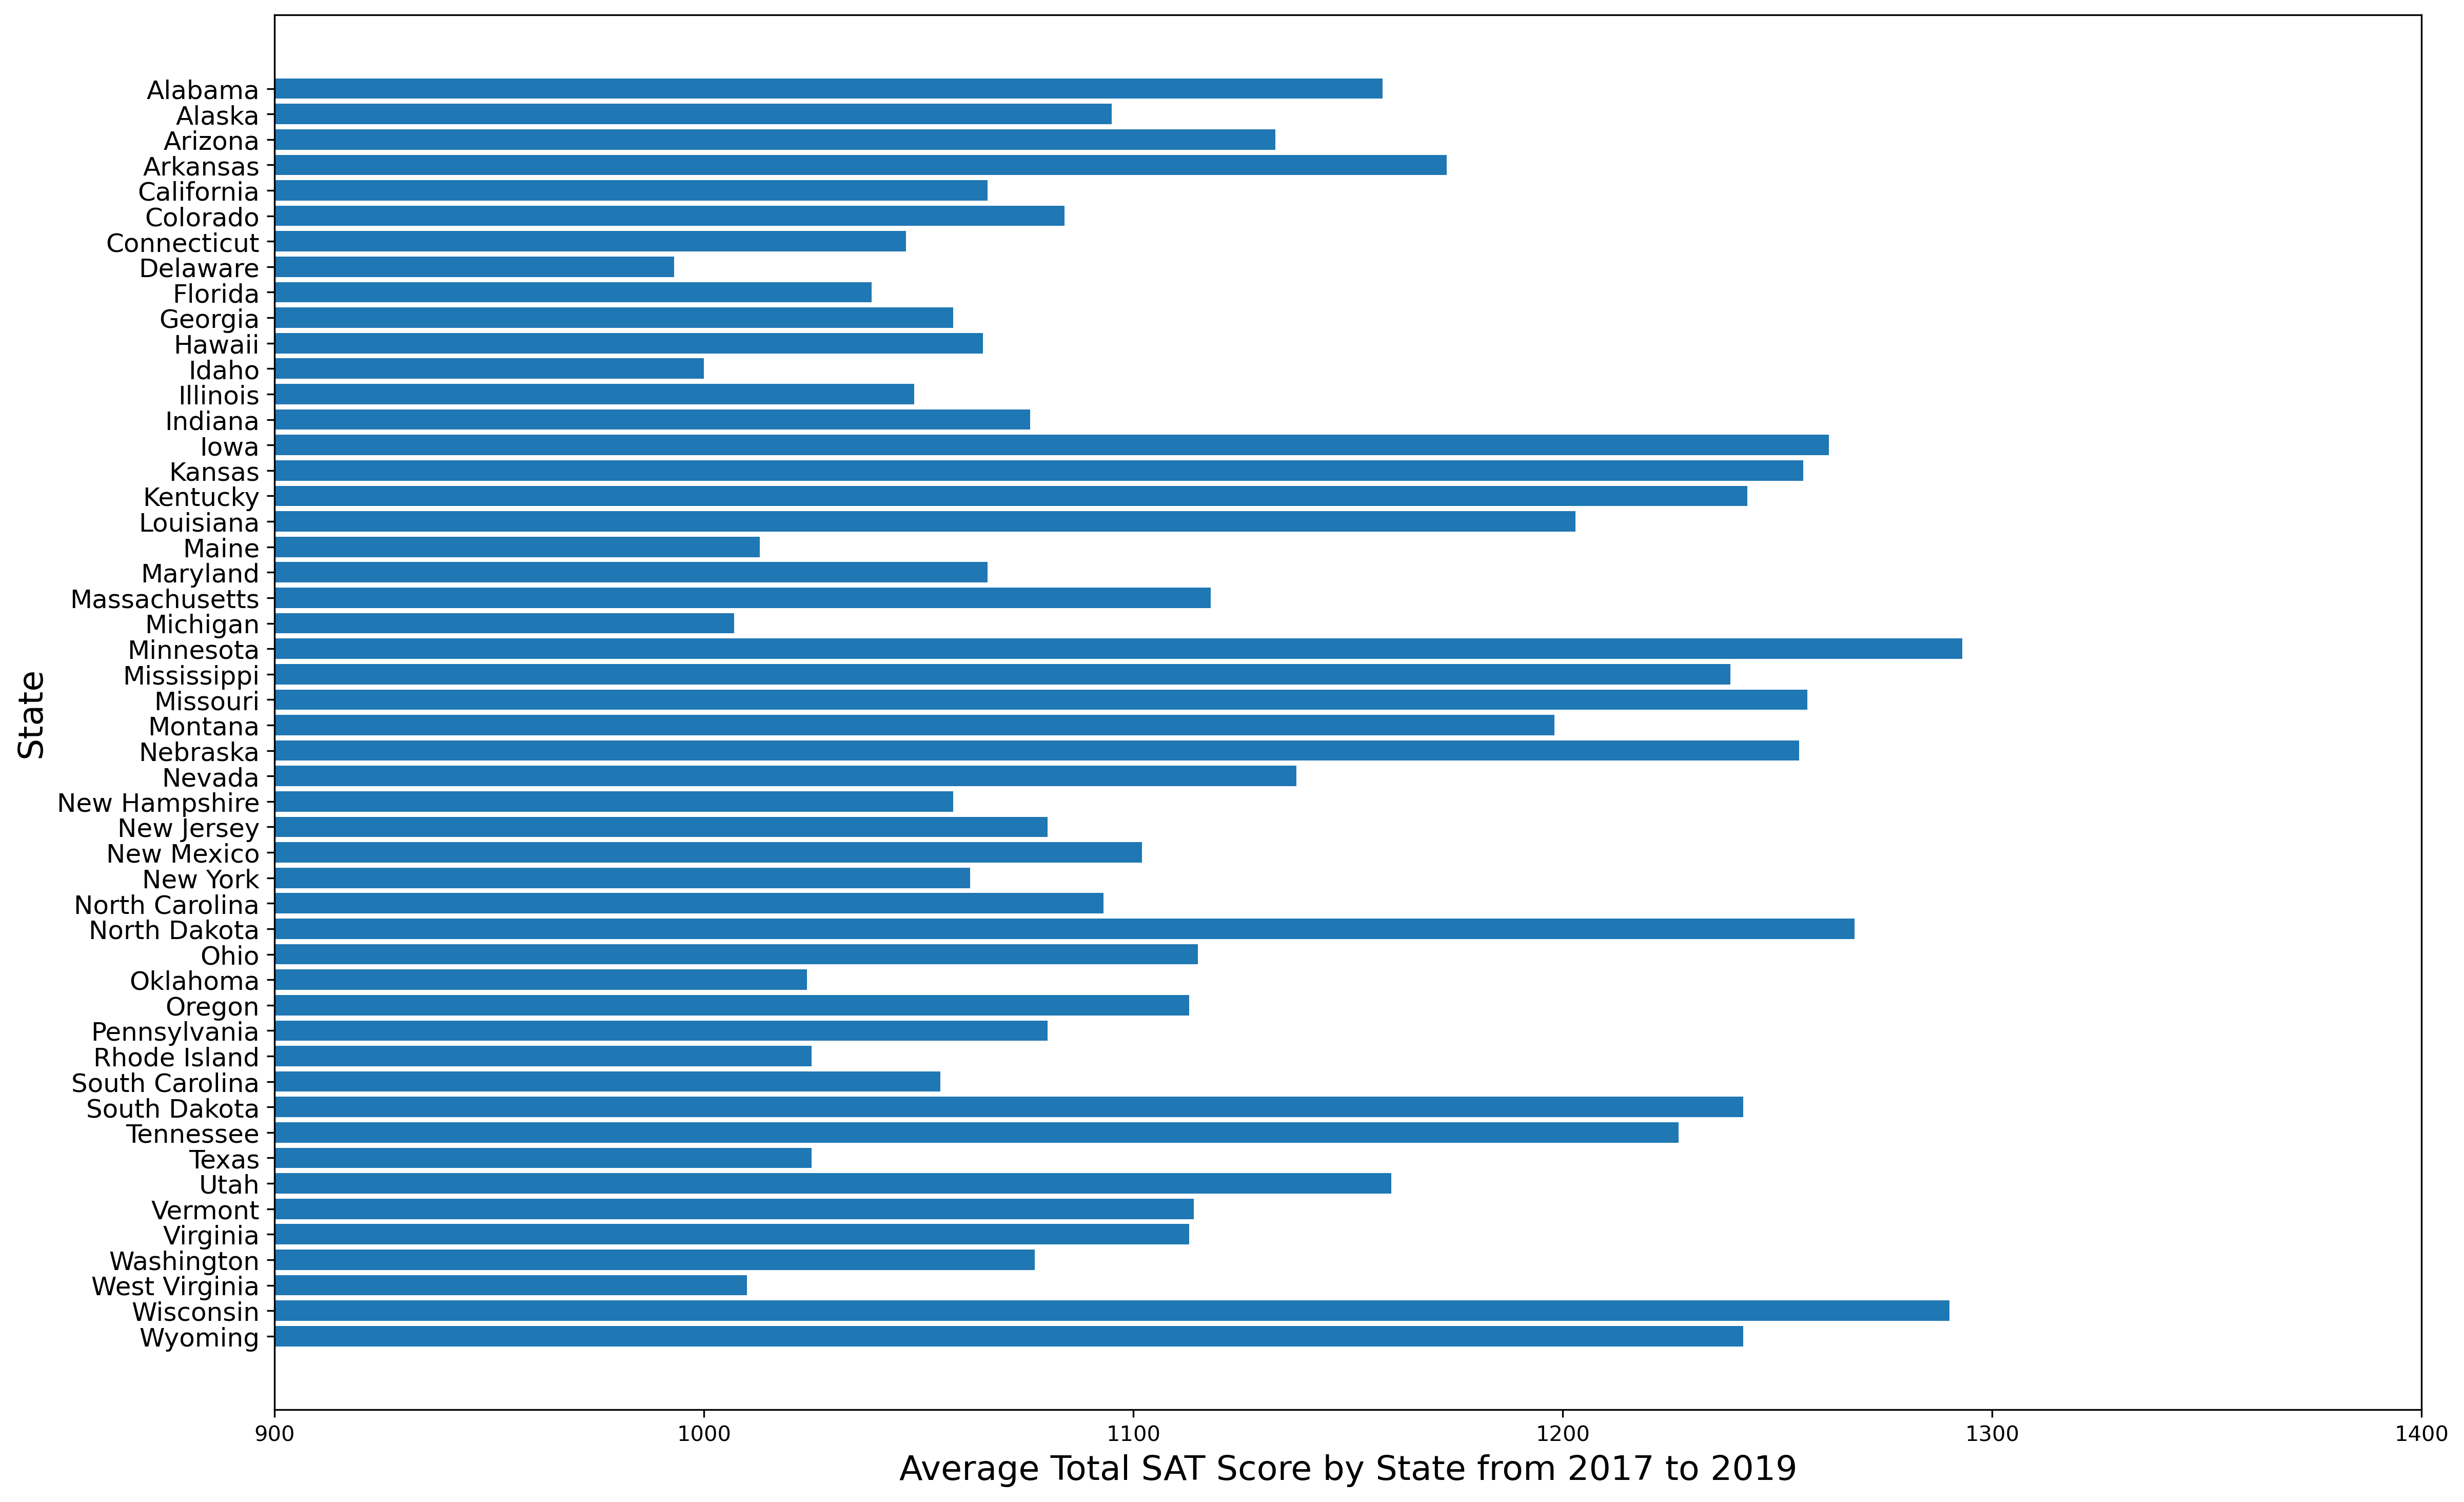 Alabama
Alaska
Arizona
Arkansas
California
Colorado
Connecticut
Delaware
Florida
Georgia
Hawaii
Idaho
Illinois
Indiana
Iowa
Kansas
Kentucky
Louisiana
Maine
Maryland
Massachusetts
Michigan
Minnesota
Mississippi
Missouri
Montana
Nebraska
Nevada
New Hampshire
New Jersey
New Mexico
New York
North Carolina
North Dakota
Ohio
Oklahoma
Oregon
Pennsylvania
Rhode Island
South Carolina
South Dakota
Tennessee
Texas
Utah
Vermont
Virginia
Washington
West Virginia
Wisconsin
Wyoming
State
900 1000 1100 1200 1300 1400
Average Total SAT Score by State from 2017 to 2019